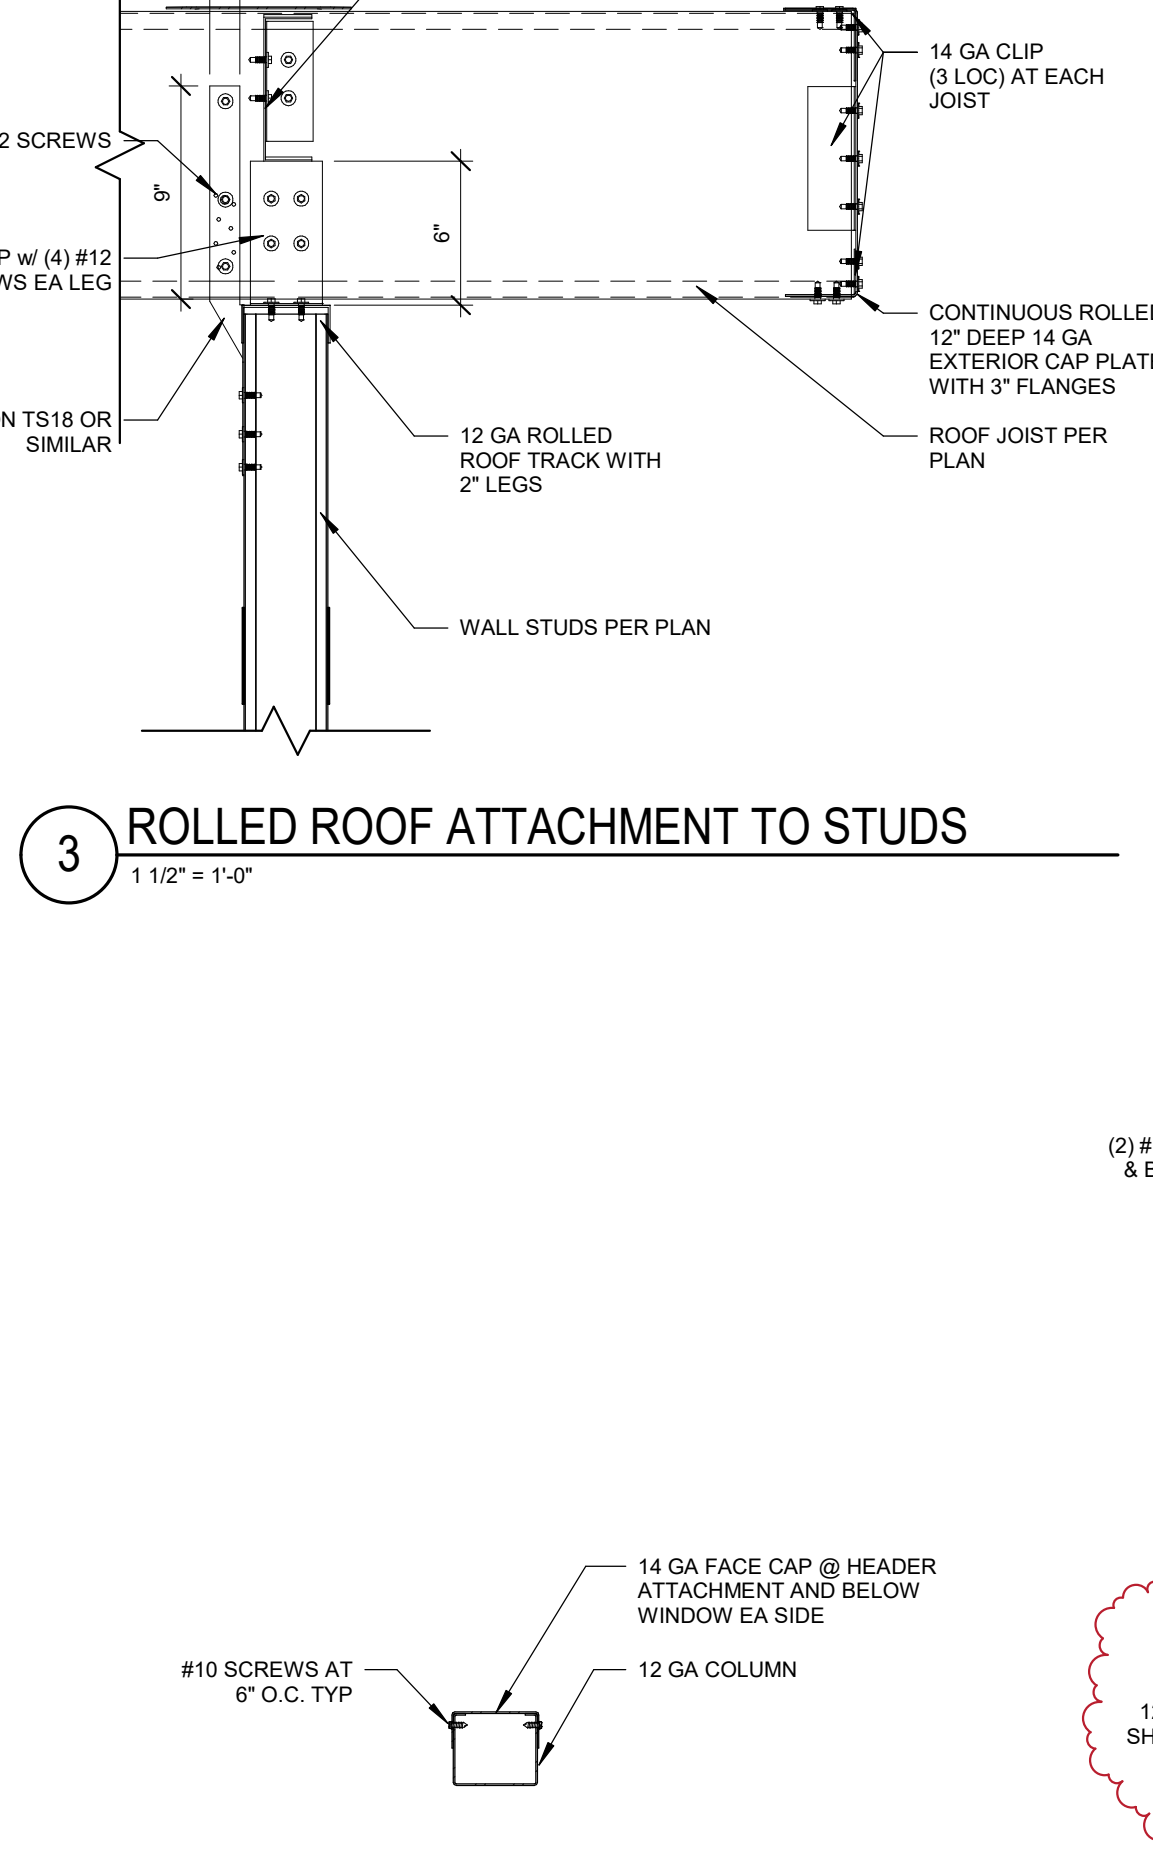 14 GA CLIP
(3 LOC) AT EACH
JOIST
2 SCREWS
9"
6"
P w/ (4) #12
WS EA LEG
CONTINUOUS ROLLED
12" DEEP 14 GA
EXTERIOR CAP PLATE
WITH 3" FLANGES
N TS18 OR
SIMILAR
12 GA ROLLED
ROOF TRACK WITH
2" LEGS
ROOF JOIST PER
PLAN
WALL STUDS PER PLAN
3
ROLLED ROOF ATTACHMENT TO STUDS
1 1/2" = 1'-0"
(2) #
&
14 GA FACE CAP @ HEADER
ATTACHMENT AND BELOW
WINDOW EA SIDE
#10 SCREWS AT
6" O.C. TYP
12 GA COLUMN
SH